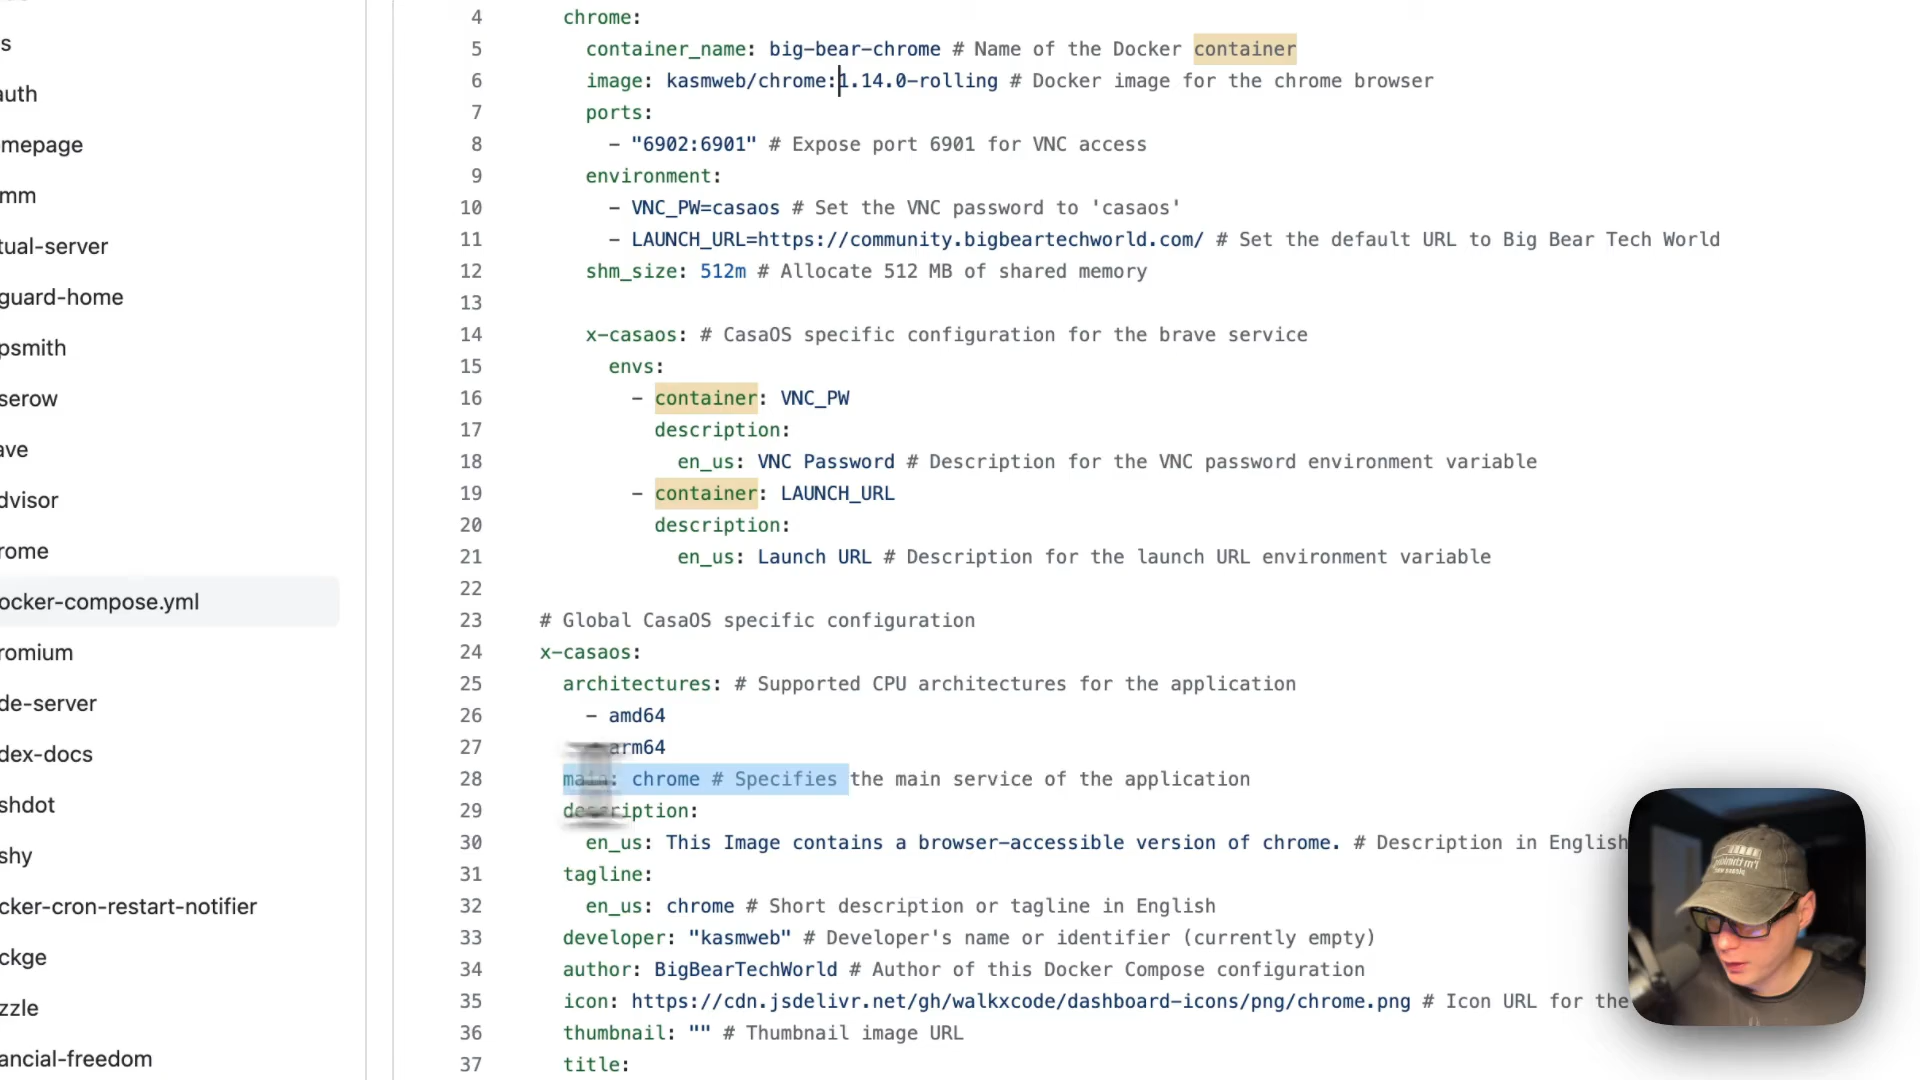 s
auth
mepage
mm
tual-server
guard-home
psmith
serow
ave
dvisor
rome
ocker-compose.yml
romium
de-server
dex-docs
shdot
shy
cker-cron-restart-notifier
ckge
zzle
ancial-freedom
4 chrome:
5 container_name: big-bear-chrome # Name of the Docker container
6 image: kasmweb/chrome:1.14.0-rolling # Docker image for the chrome browser
7 ports:
8 - "6902:6901" # Expose port 6901 for VNC access
9 environment:
10 - VNC_PW=casaos # Set the VNC password to 'casaos'
11 - LAUNCH_URL=https://community.bigbeartechworld.com/ # Set the default URL to Big Bear Tech World
12 shm_size: 512m # Allocate 512 MB of shared memory
13
14 x-casaos: # CasaOS specific configuration for the brave service
15 envs:
16 - container: VNC_PW
17 description:
18 en_us: VNC Password # Description for the VNC password environment variable
19 - container: LAUNCH_URL
20 description:
21 en_us: Launch URL # Description for the launch URL environment variable
22
23 # Global CasaOS specific configuration
24 x-casaos:
25 architectures: # Supported CPU architectures for the application
26 - amd64
27 - arm64
28 main: chrome # Specifies the main service of the application
29 description:
30 en_us: This Image contains a browser-accessible version of chrome. # Description in English
31 tagline:
32 en_us: chrome # Short description or tagline in English
33 developer: "kasmweb" # Developer's name or identifier (currently empty)
34 author: BigBearTechWorld # Author of this Docker Compose configuration
35 icon: https://cdn.jsdelivr.net/gh/walkxcode/dashboard-icons/png/chrome.png # Icon URL for the
36 thumbnail: "" # Thumbnail image URL
37 title: